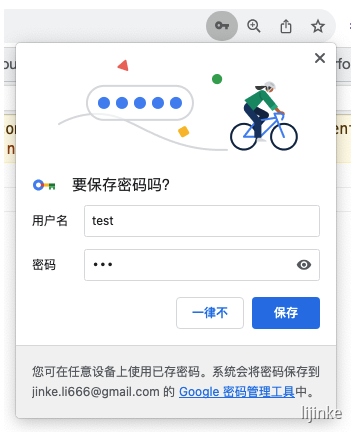 要保存密码吗?
用户名 test
密码 •••
一律不 保存
您可在任意设备上使用已存密码。系统会将密码保存到
jinke.li666@gmail.com 的 Google 密码管理工具中。
lijinke